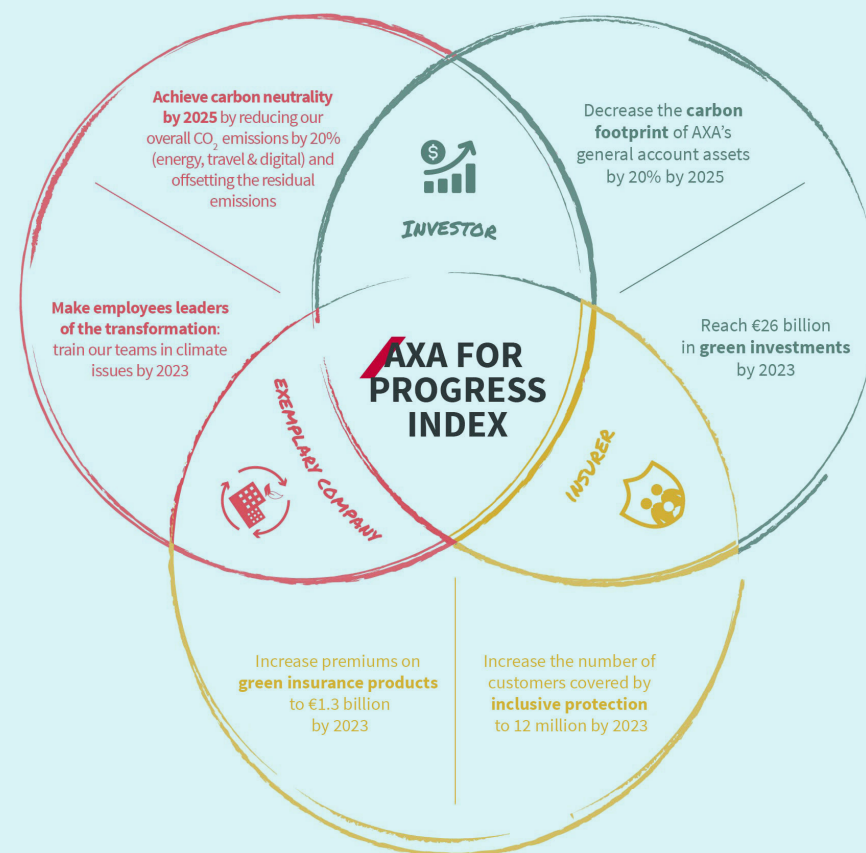 Achieve carbon neutrality
by 2025 by reducing our
overall CO₂ emissions by 20%
(energy, travel & digital) and
offsetting the residual
emissions
Make employees leaders
of the transformation:
train our teams in climate
issues by 2023
$
INVESTOR
Decrease the carbon
footprint of AXA’s
general account assets
by 20% by 2025
Reach €26 billion
in green investments
by 2023
AXA FOR
PROGRESS
INDEX
EXEMPLARY COMPANY
INSURER
Increase premiums on
green insurance products
to €1.3 billion
by 2023
Increase the number of
customers covered by
inclusive protection
to 12 million by 2023